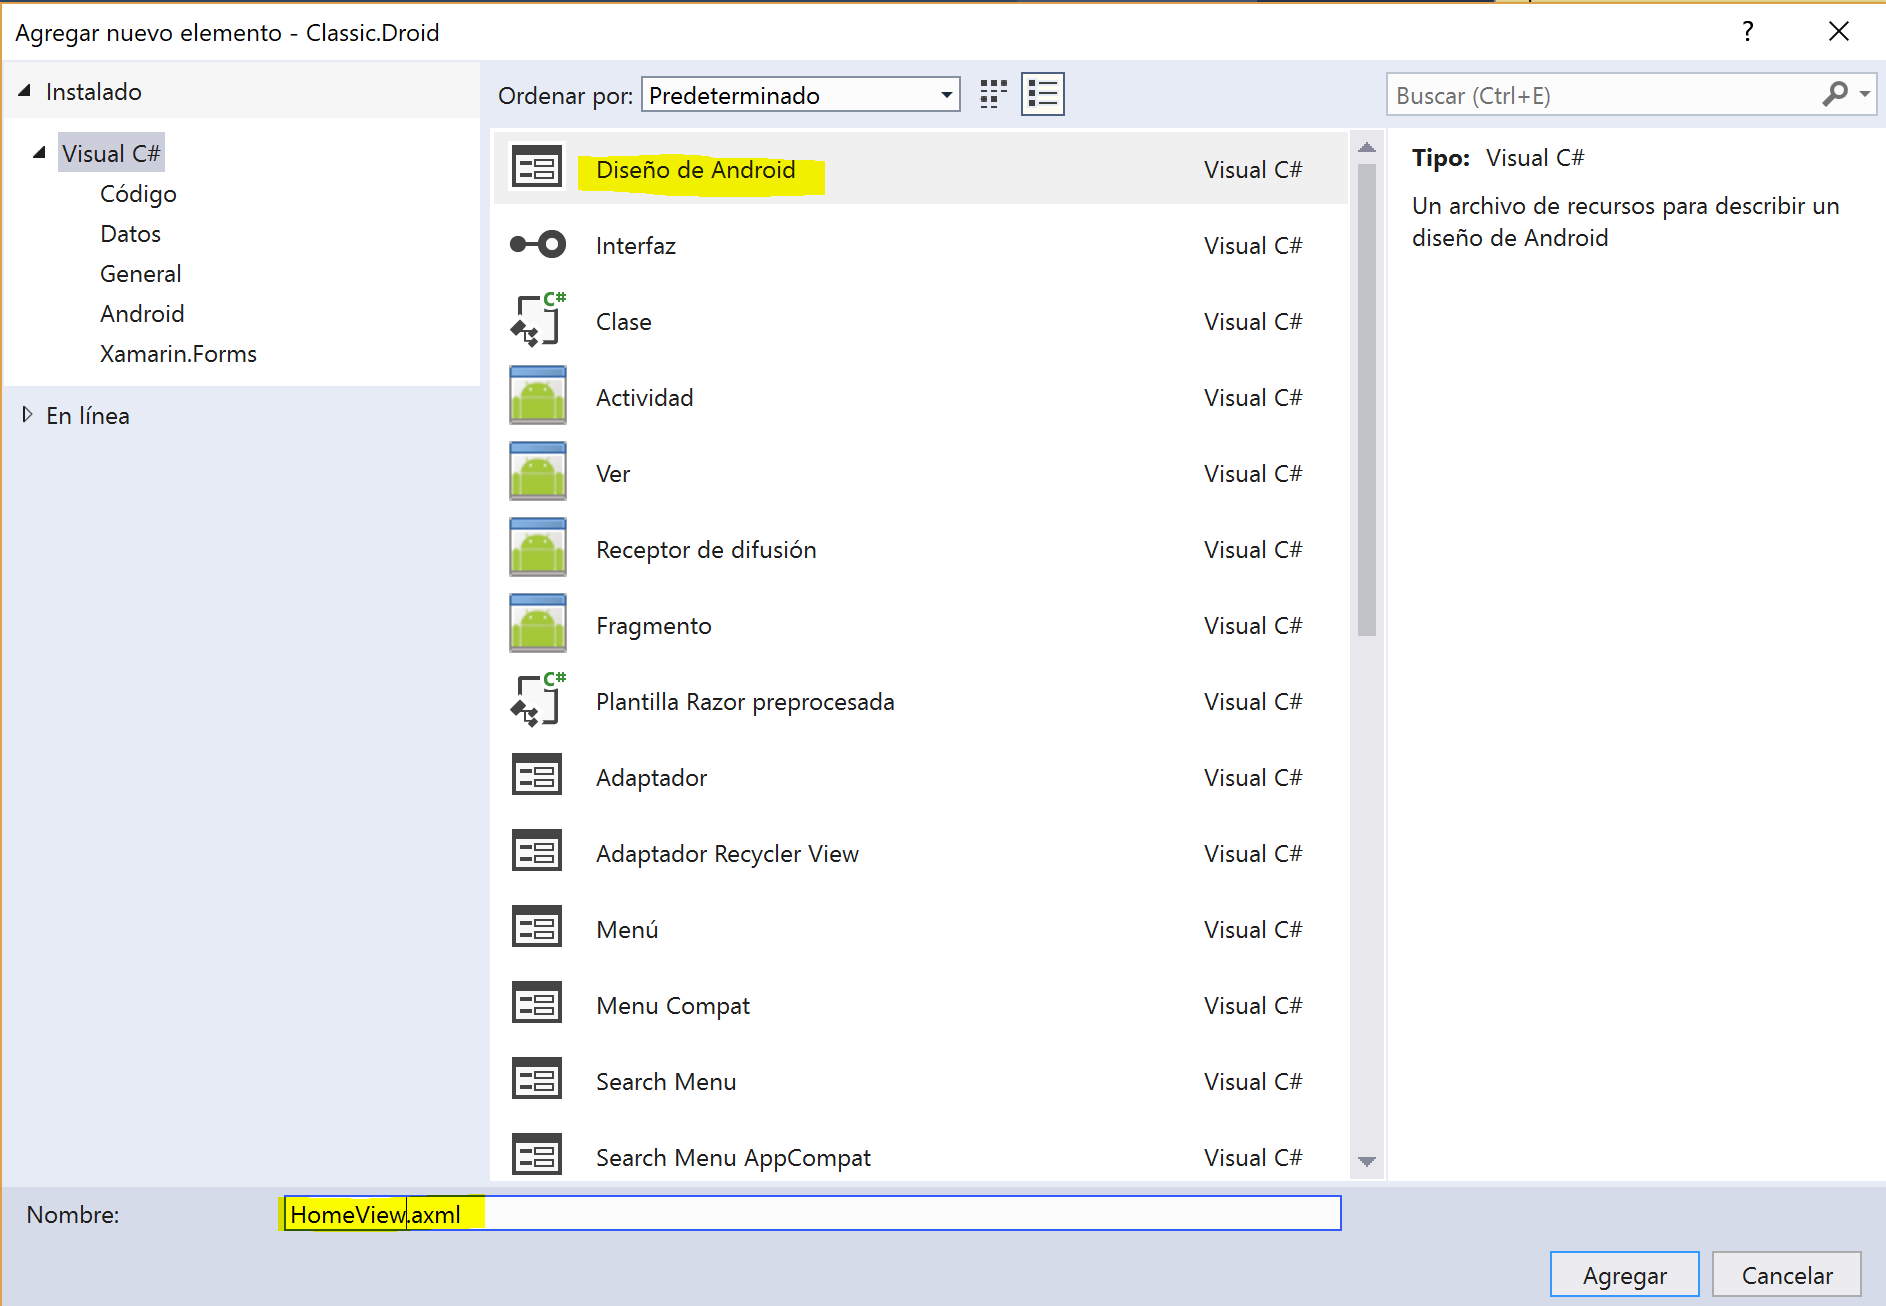 Agregar nuevo elemento - Classic.Droid
?
Instalado
Visual C#
Código
Datos
General
Android
Xamarin.Forms
En línea
Ordenar por: Predeterminado
Buscar (Ctrl+E)
Diseño de Android Visual C#
Interfaz Visual C#
C# Clase Visual C#
Actividad Visual C#
Ver Visual C#
Receptor de difusión Visual C#
Fragmento Visual C#
C# Plantilla Razor preprocesada Visual C#
Adaptador Visual C#
Adaptador Recycler View Visual C#
Menú Visual C#
Menu Compat Visual C#
Search Menu Visual C#
Search Menu AppCompat Visual C#
Tipo: Visual C#
Un archivo de recursos para describir un
diseño de Android
Nombre: HomeView.axml
Agregar Cancelar